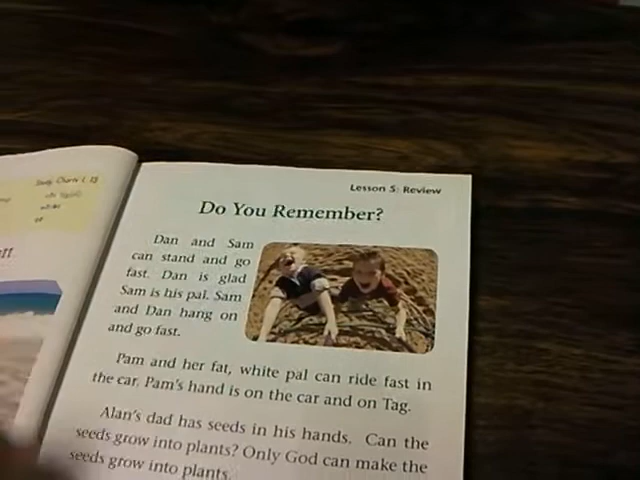 Lesson 5: Review
Do You Remember?
Dan and Sam
can stand and go
fast. Dan is glad
Sam is his pal. Sam
and Dan hang on
and go fast.
Pam and her fat, white pal can ride fast in
the car. Pam's hand is on the car and on Tag.
Alan's dad has seeds in his hands. Can the
seeds grow into plants? Only God can make the
seeds grow into plants.